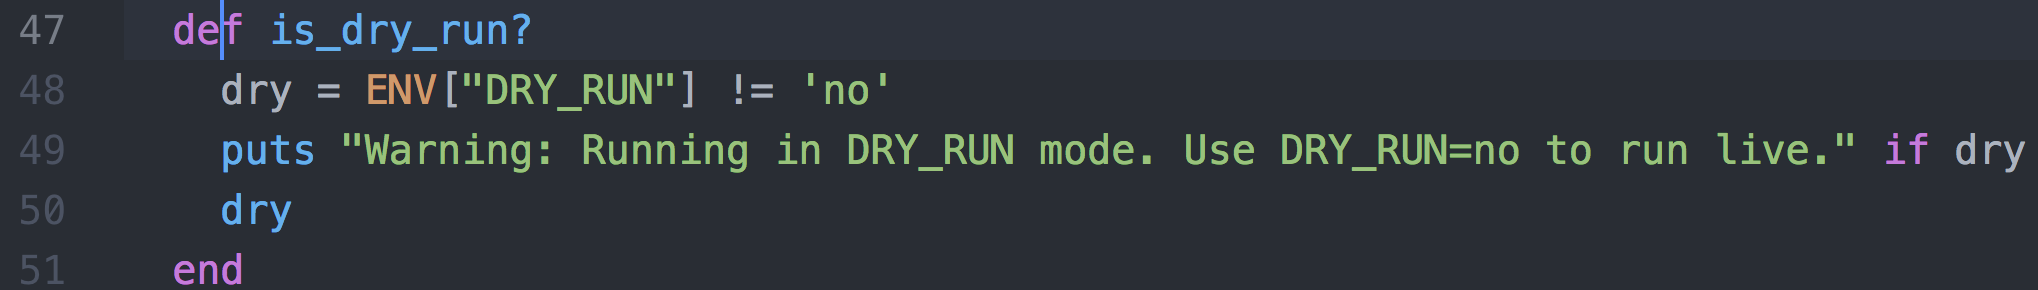 47 def is_dry_run?
48 dry = ENV["DRY_RUN"] != 'no'
49 puts "Warning: Running in DRY_RUN mode. Use DRY_RUN=no to run live." if dry
50 dry
51 end